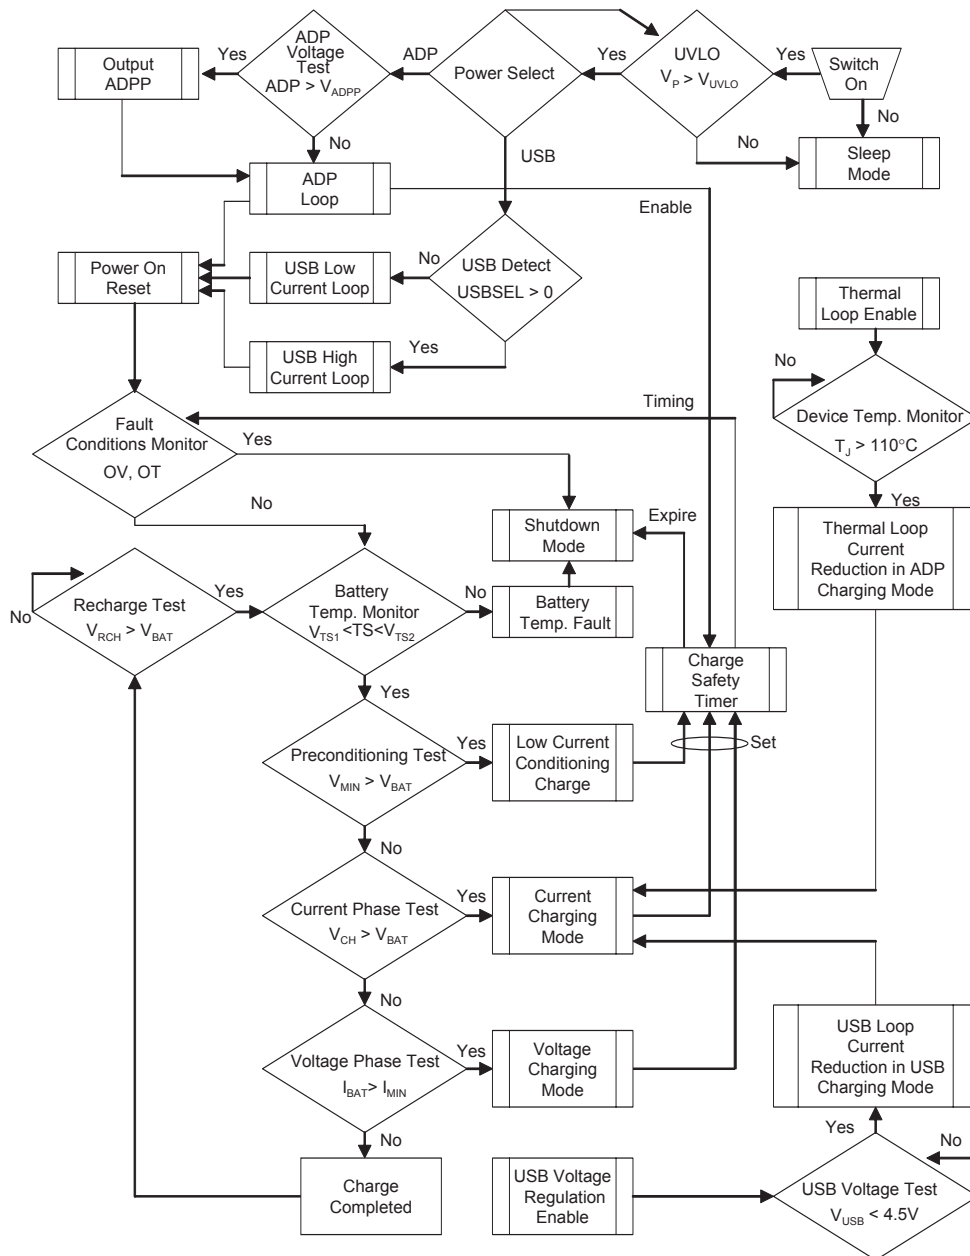 ADP
Voltage
Test
ADP > VADPP
Yes
Output
ADPP
ADP
Power Select
Yes
UVLO
VP > VUVLO
Yes
Switch
On
No
No
Sleep
Mode
No
USB
ADP
Loop
Enable
Power On
Reset
USB Low
Current Loop
No
USB Detect
USBSEL > 0
Yes
USB High
Current Loop
Thermal
Loop Enable
No
Device Temp. Monitor
TJ > 110°C
Yes
Thermal Loop
Current
Reduction in ADP
Charging Mode
Timing
Fault
Conditions Monitor
OV, OT
Yes
No
Shutdown
Mode
Expire
Recharge Test
VRCH > VBAT
No
Yes
Battery
Temp. Monitor
VTS1 <TS<VTS2
No
Battery
Temp. Fault
Charge
Safety
Timer
Yes
Set
Preconditioning Test
VMIN > VBAT
Yes
Low Current
Conditioning
Charge
No
Current Phase Test
VCH > VBAT
Yes
Current
Charging
Mode
No
Voltage Phase Test
IBAT> IMIN
Yes
Voltage
Charging
Mode
USB Loop
Current
Reduction in USB
Charging Mode
No
Yes
No
Charge
Completed
USB Voltage
Regulation
Enable
USB Voltage Test
VUSB < 4.5V